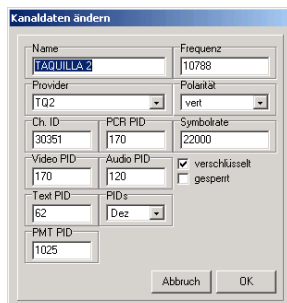 Kanaldaten ändern
Name
Frequenz
TAQUILLA 2
10788
Provider
Polarität
TQ2
vert
Ch. ID
PCR PID
Symbolrate
30351
170
22000
Video PID
Audio PID
verschlüsselt
170
120
gesperrt
Text PID
PIDs
62
Dez
PMT PID
1025
Abbruch
OK